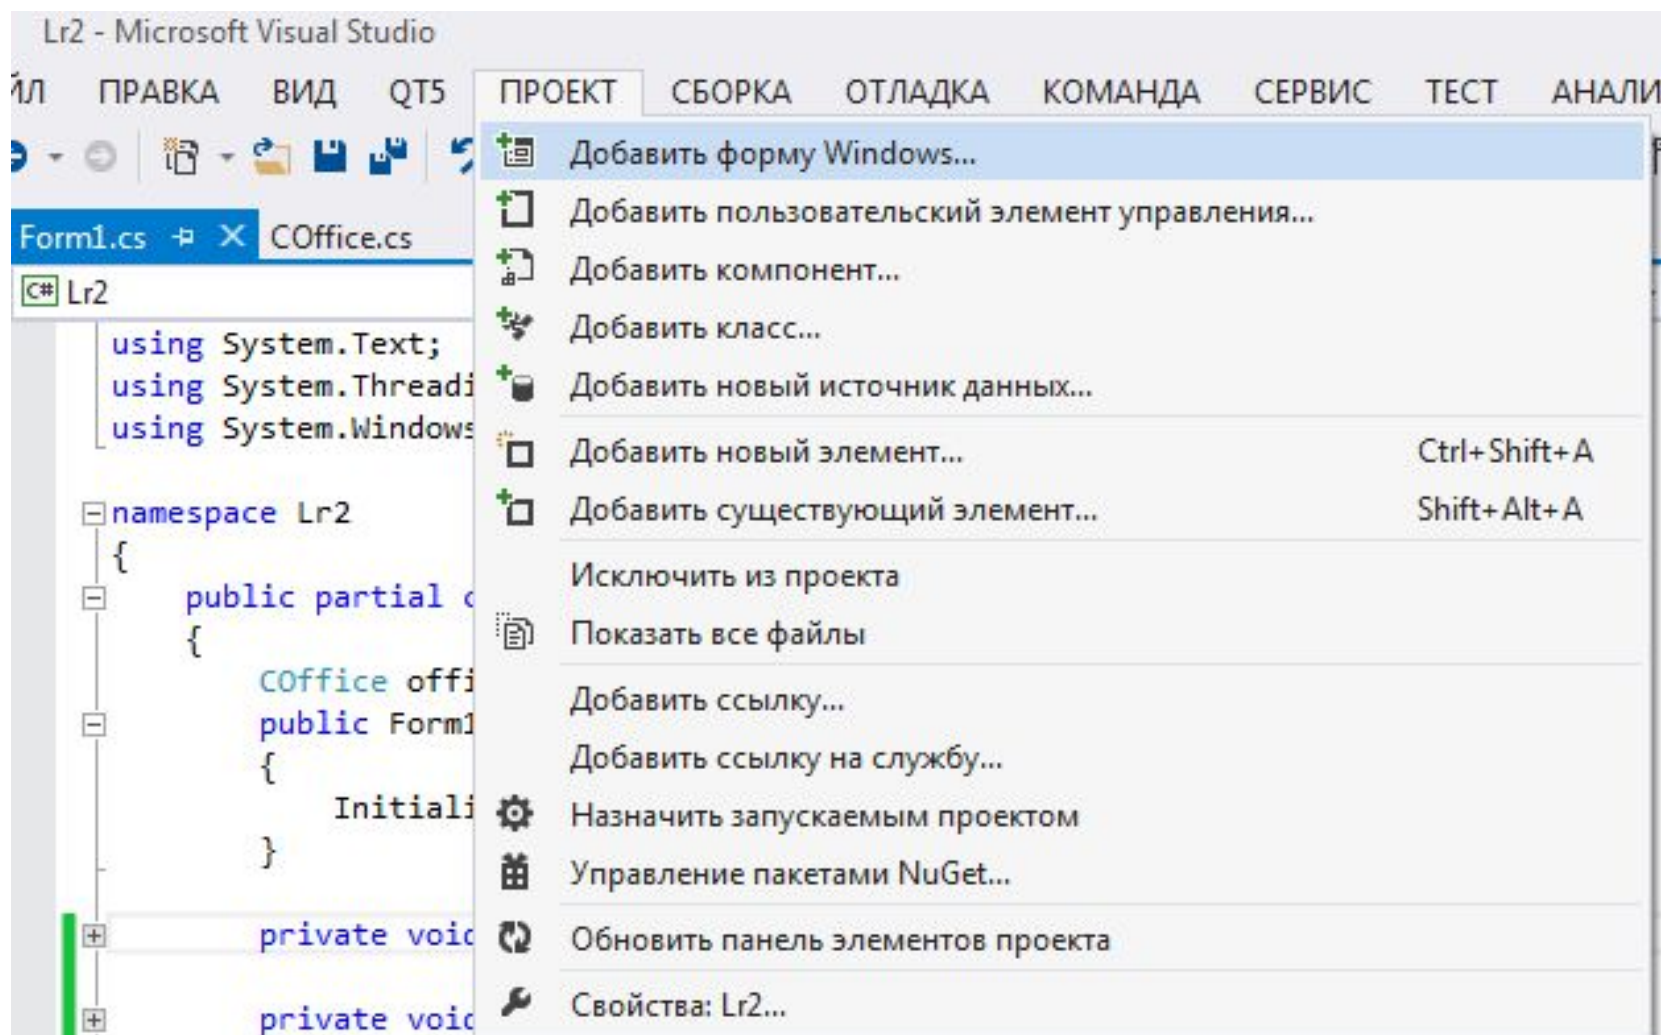 Lr2 - Microsoft Visual Studio
ПРАВКА ВИД QT5 ПРОЕКТ СБОРКА ОТЛАДКА КОМАНДА СЕРВИС ТЕСТ
Добавить форму Windows...
Добавить пользовательский элемент управления...
Добавить компонент...
Добавить класс...
Добавить новый источник данных...
Добавить новый элемент... Ctrl+Shift+A
Добавить существующий элемент... Shift+Alt+A
Исключить из проекта
Показать все файлы
Добавить ссылку...
Добавить ссылку на службу...
Назначить запускаемым проектом
Управление пакетами NuGet...
Обновить панель элементов проекта
Свойства: Lr2...
Form1.cs COffice.cs
C# Lr2
using System.Text;
using System.Threadi
using System.Windows
namespace Lr2
{
public partial
{
COffice offi
public Form1
{
Initiali
}
private void
private void